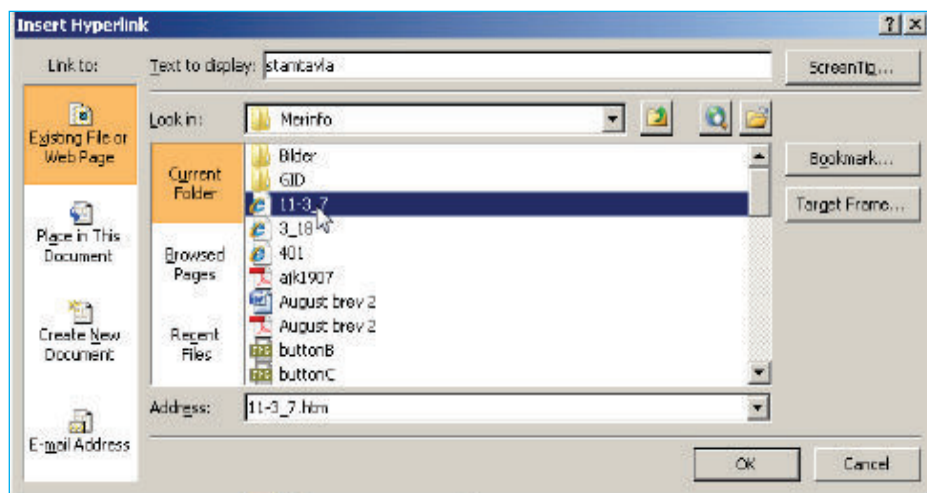 Insert Hyperlink
Link to:
Text to display: stamtavla
ScreenTip...
Existing File or
Web Page
Place in This
Document
Create New
Document
E-mail Address
Look in: Merinfo
Current
Folder
Browsed
Pages
Recent
Files
Bilder
GID
11-3_7
3_18
401
ajk1907
August brev 2
August brev 2
buttonB
buttonC
Bookmark...
Target Frame...
Address: 11-3_7.htm
OK
Cancel